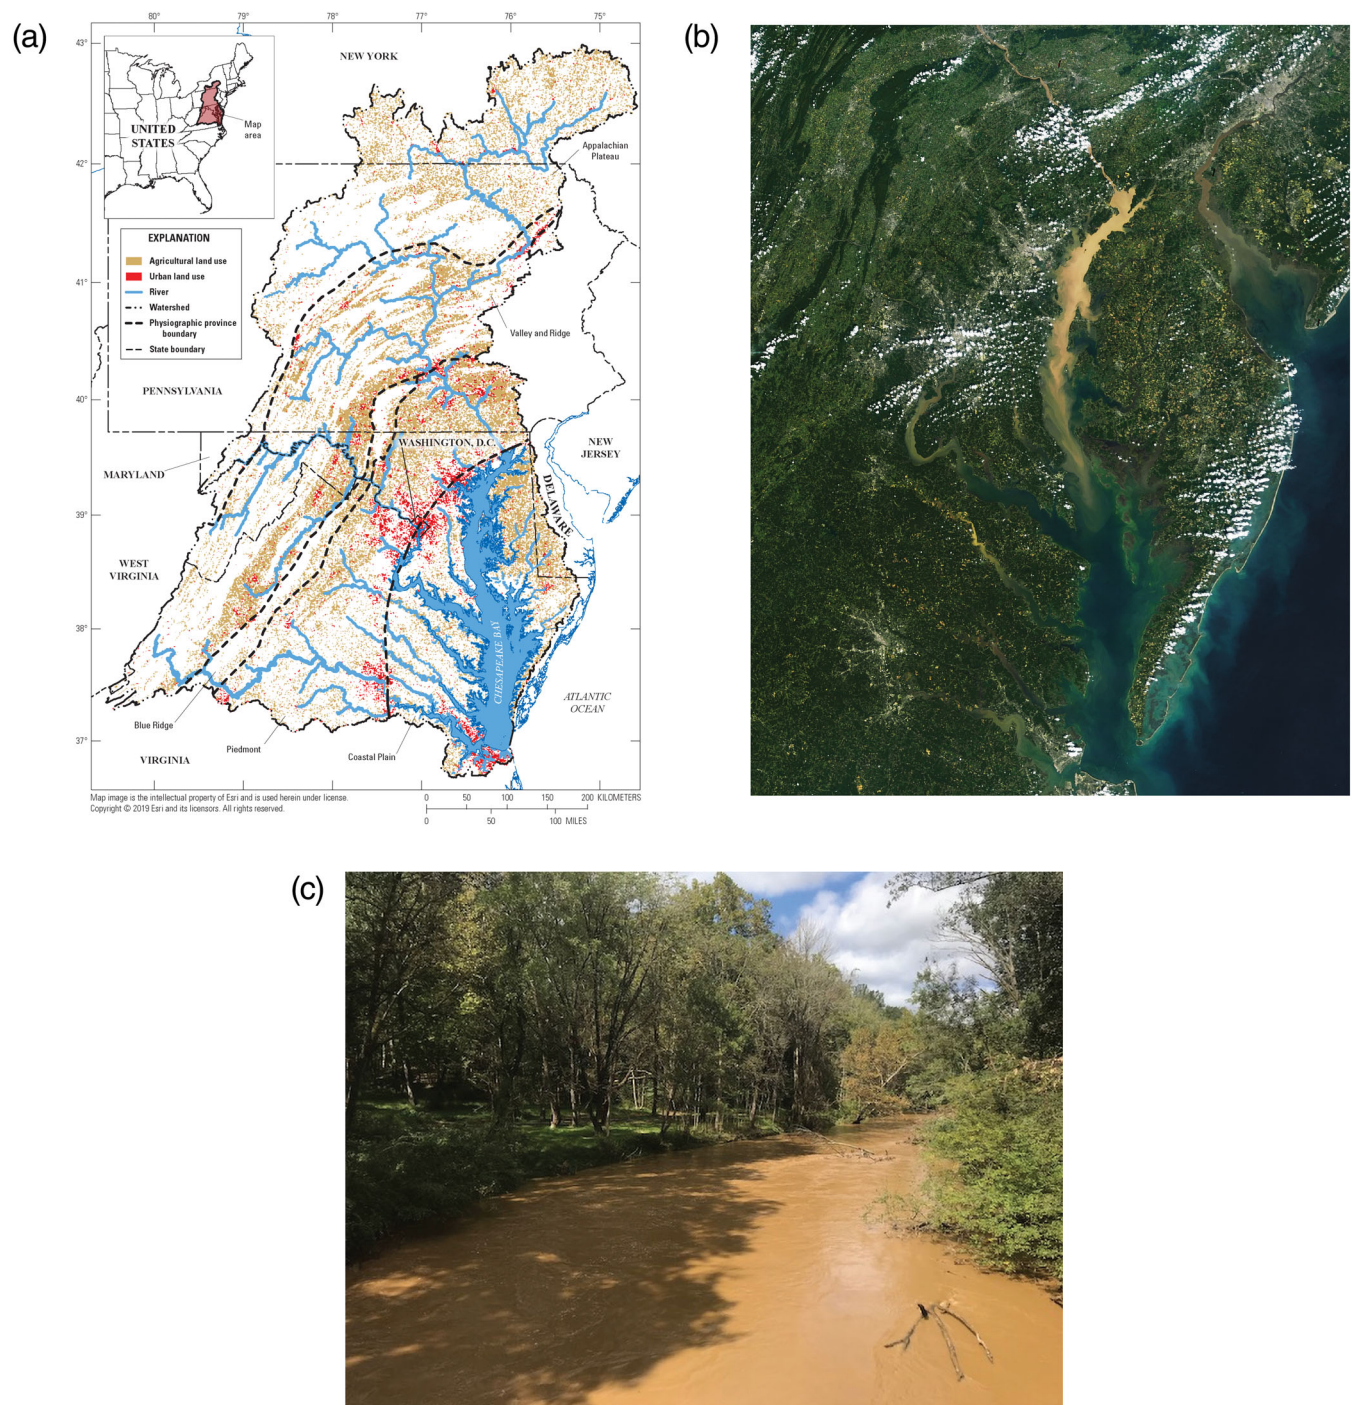 (a)
80°
79°
78°
77°
76°
75°
43°
42°
41°
40°
39°
38°
37°
NEW YORK
UNITED
STATES
Map
area
Appalachian
Plateau
EXPLANATION
Agricultural land use
Urban land use
River
Watershed
Physiographic province
boundary
State boundary
Valley and Ridge
PENNSYLVANIA
WASHINGTON, D.C.
NEW
JERSEY
MARYLAND
DELAWARE
WEST
VIRGINIA
CHESAPEAKE BAY
ATLANTIC
OCEAN
Blue Ridge
Piedmont
Coastal Plain
VIRGINIA
Map image is the intellectual property of Esri and is used herein under license.
Copyright © 2019 Esri and its licensors. All rights reserved.
0 50 100 150 200 KILOMETERS
0 50 100 MILES
(b)
(c)